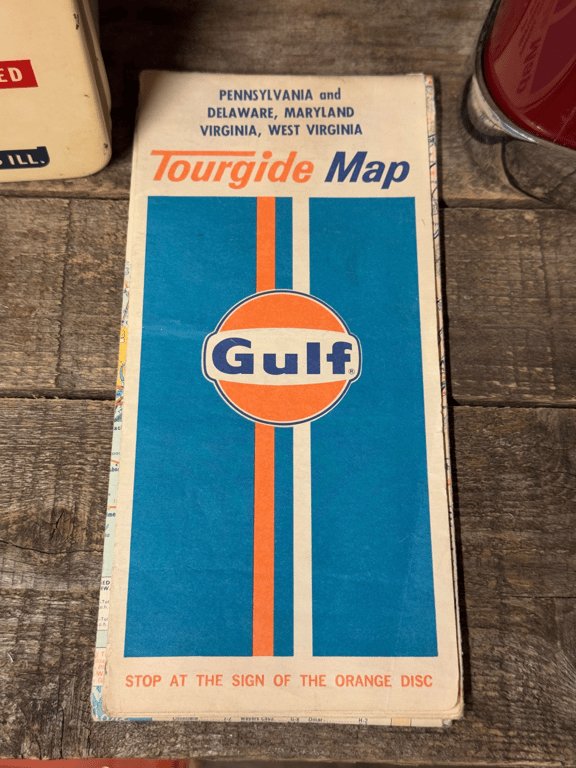 ED
ILL.
PENNSYLVANIA and
DELAWARE, MARYLAND
VIRGINIA, WEST VIRGINIA
Tourgide Map
Gulf®
STOP AT THE SIGN OF THE ORANGE DISC